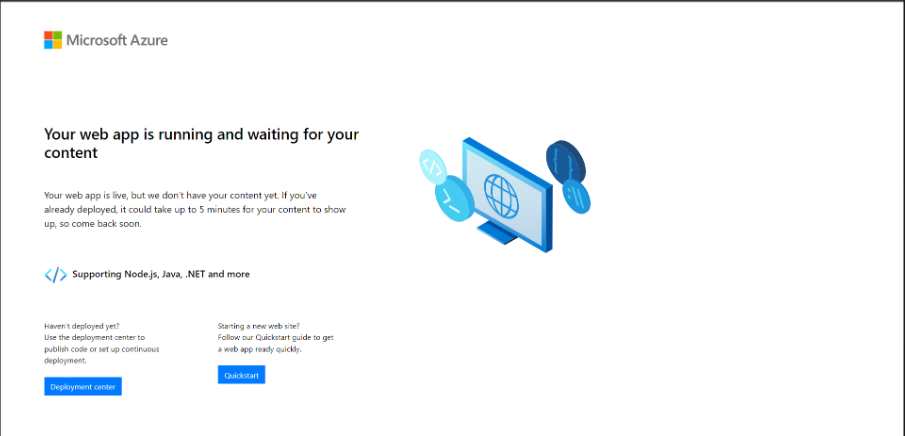 Microsoft Azure
Your web app is running and waiting for your
content
Your web app is live, but we don't have your content yet. If you've
already deployed, it could take up to 5 minutes for your content to show
up, so come back soon.
</> Supporting Node.js, Java, .NET and more
Haven't deployed yet?
Use the deployment center to
publish code or set up continuous
deployment.
Deployment center
Starting a new web site?
Follow our Quickstart guide to get
a web app ready quickly.
Quickstart